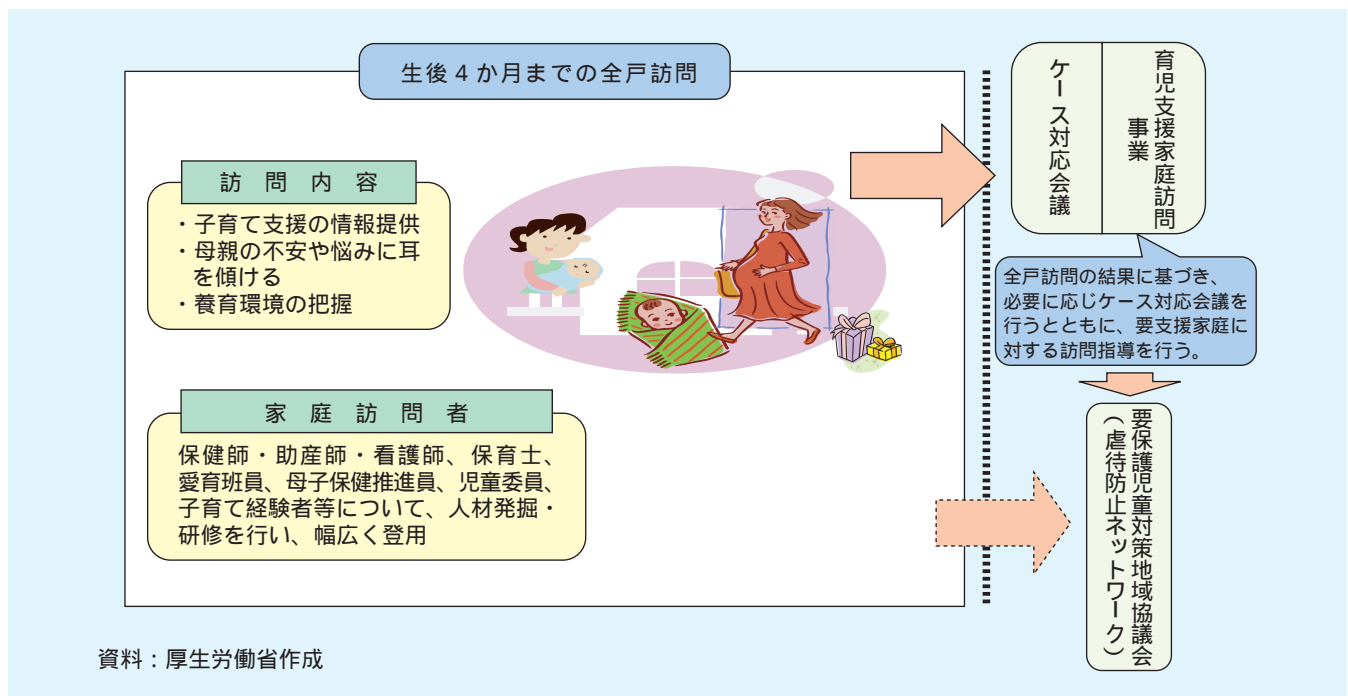 生後4か月までの全戸訪問
訪問内容
・子育て支援の情報提供
・母親の不安や悩みに耳
を傾ける
・養育環境の把握
家庭訪問者
保健師・助産師・看護師、保育士、
愛育班員、母子保健推進員、児童委員、
子育て経験者等について、人材発掘・
研修を行い、幅広く登用
育児支援家庭訪問
事業
ケース対応会議
全戸訪問の結果に基づき、
必要に応じケース対応会議を
行うとともに、要支援家庭に
対する訪問指導を行う。
要保護児童対策地域協議会
(虐待防止ネットワーク)
資料:厚生労働省作成